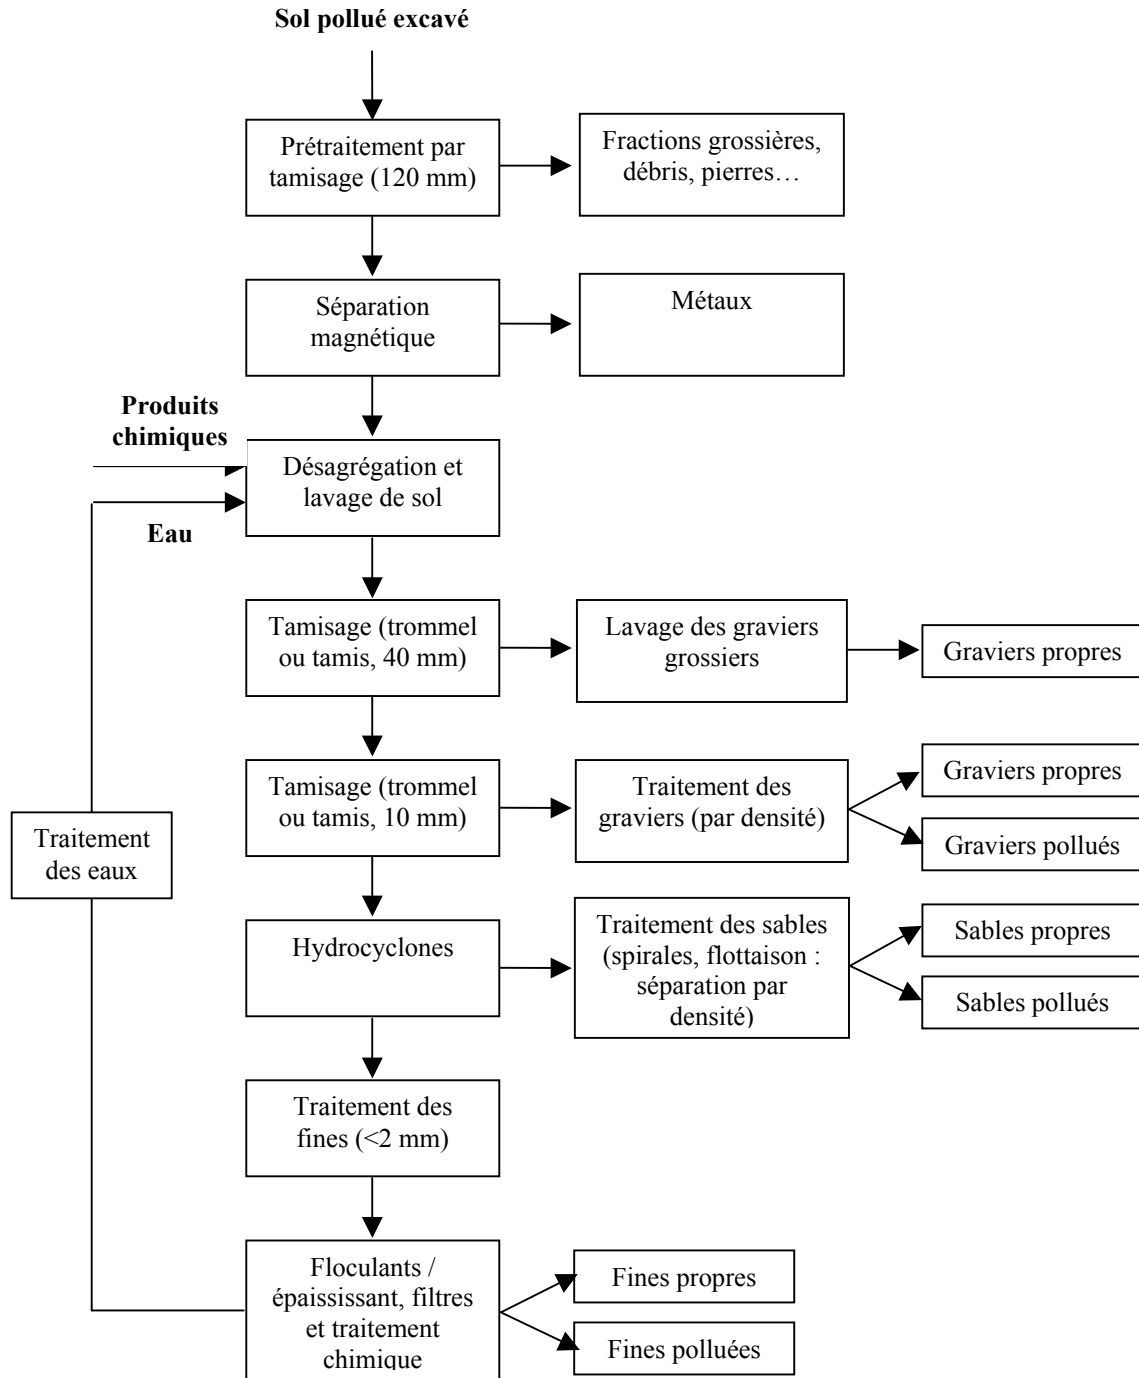 Sol pollué excavé
Prétraitement par
tamisage (120 mm)
Fractions grossières,
débris, pierres…
Séparation
magnétique
Métaux
Produits
chimiques
Désagrégation et
lavage de sol
Eau
Tamisage (trommel
ou tamis, 40 mm)
Lavage des graviers
grossiers
Graviers propres
Tamisage (trommel
ou tamis, 10 mm)
Traitement des
graviers (par densité)
Graviers propres
Graviers pollués
Traitement
des eaux
Hydrocyclones
Traitement des sables
(spirales, flottaison :
séparation par
densité)
Sables propres
Sables pollués
Traitement des
fines (<2 mm)
Floculants /
épaississant, filtres
et traitement
chimique
Fines propres
Fines polluées